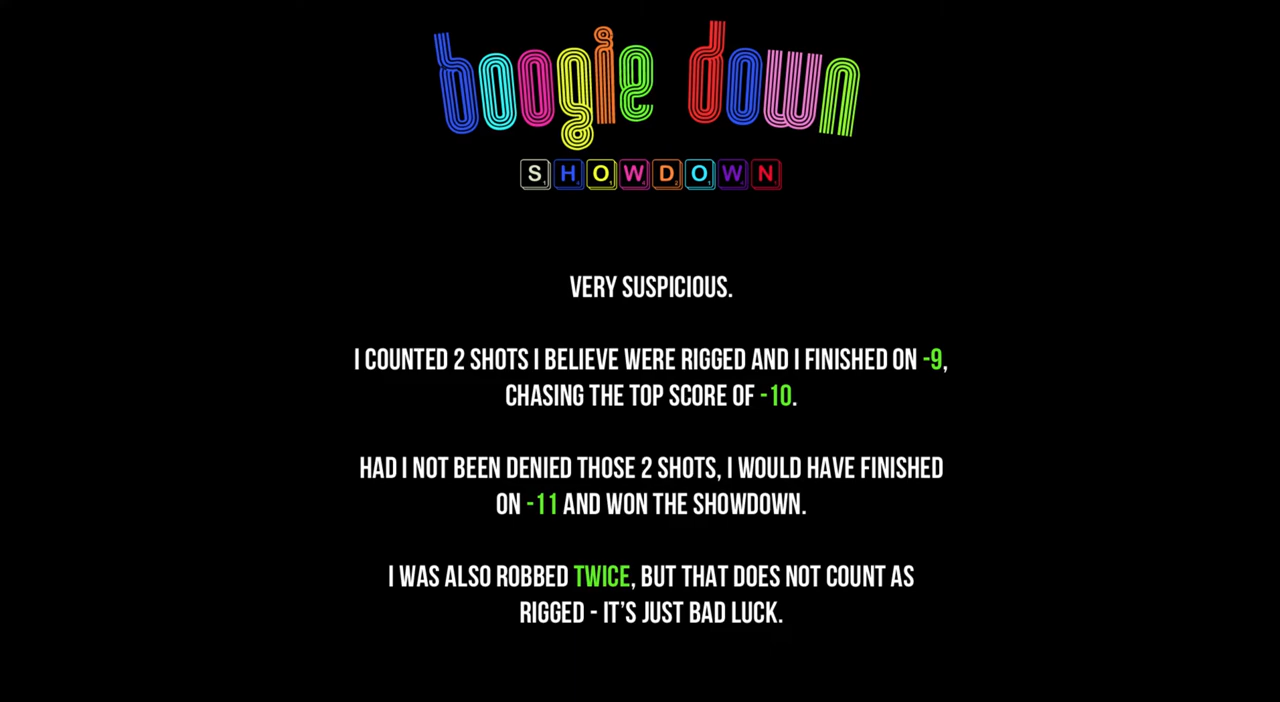 boogie down
SHOWDOWN
VERY SUSPICIOUS.
I COUNTED 2 SHOTS I BELIEVE WERE RIGGED AND I FINISHED ON -9,
CHASING THE TOP SCORE OF -10.
HAD I NOT BEEN DENIED THOSE 2 SHOTS, I WOULD HAVE FINISHED
ON -11 AND WON THE SHOWDOWN.
I WAS ALSO ROBBED TWICE, BUT THAT DOES NOT COUNT AS
RIGGED - IT'S JUST BAD LUCK.